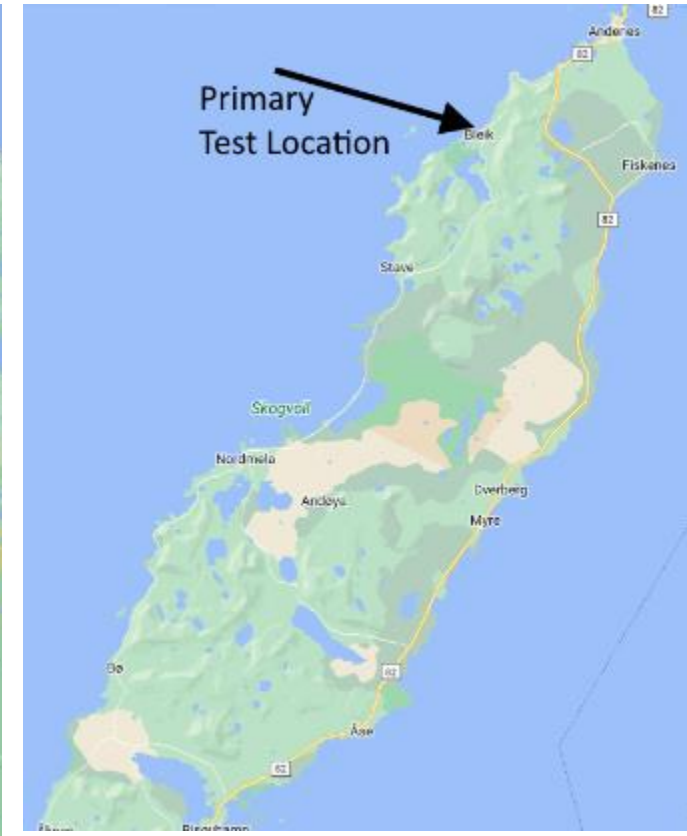 82
Andenes
82
Primary
Test Location
Bleik
Fiskenes
82
Stave
Skogvoll
Nordmela
Andøya
Dverberg
Myre
Bø
82
Åse
82
Risøyhamn